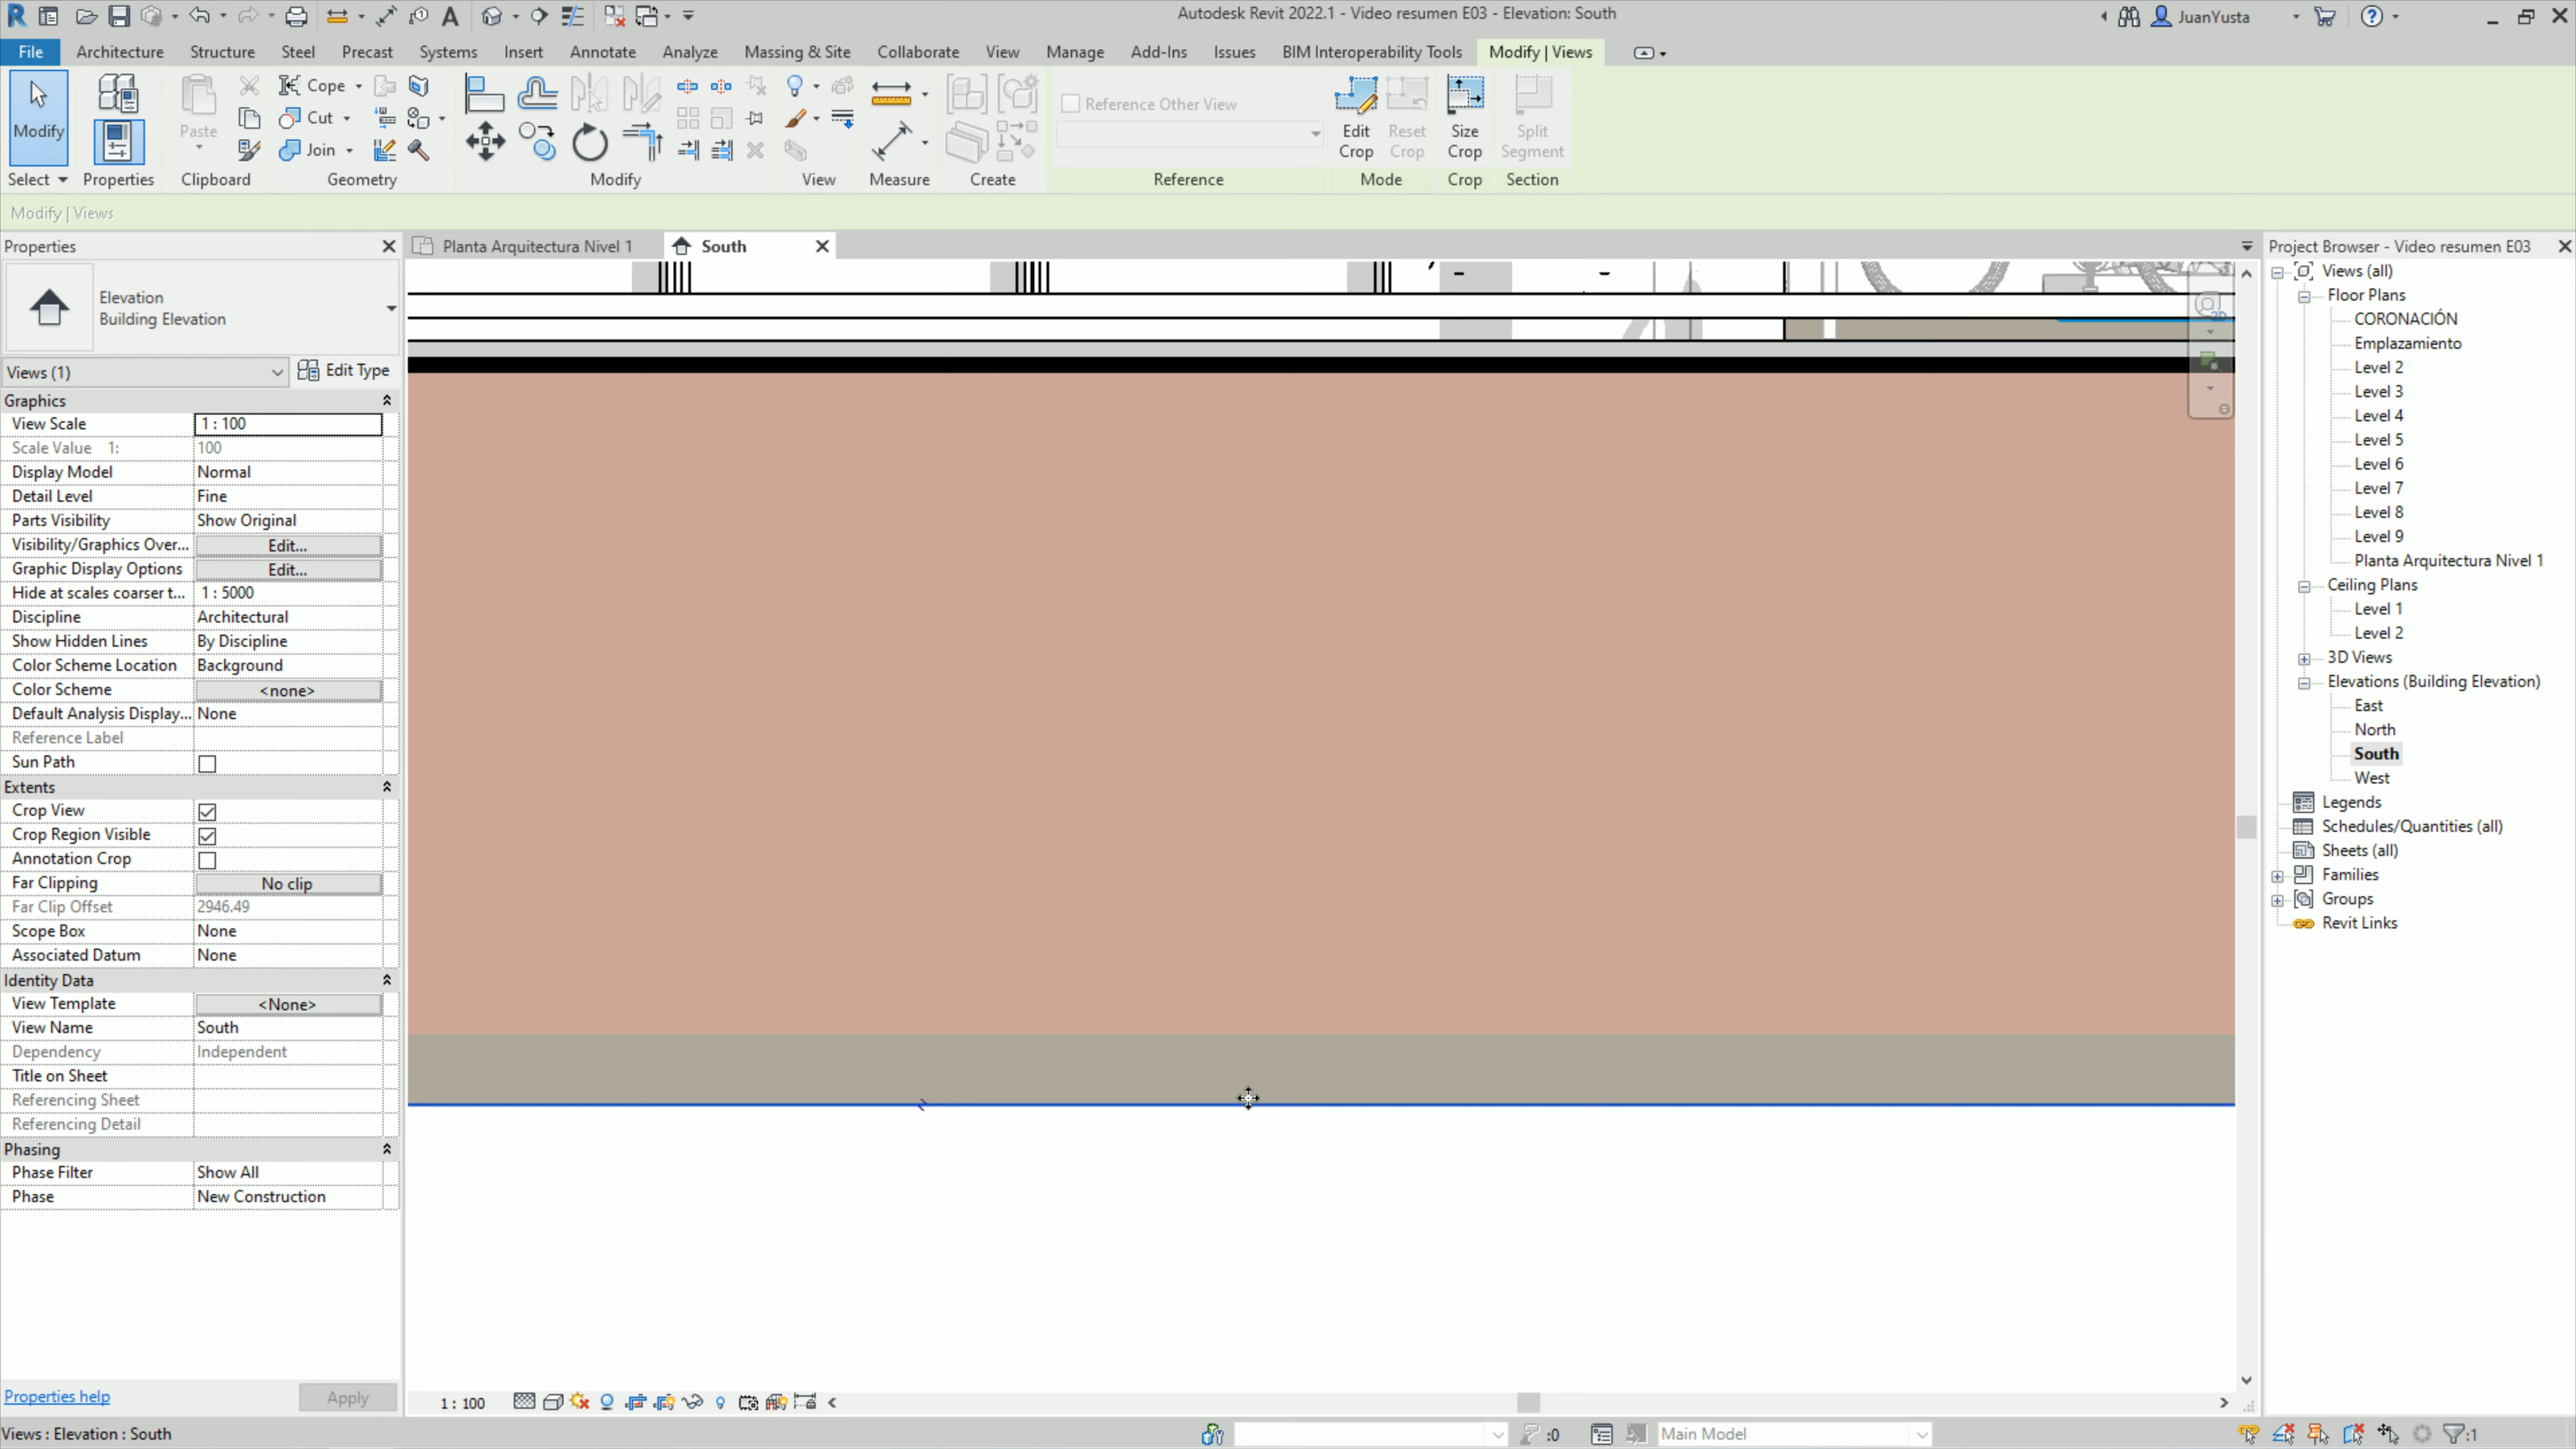 Autodesk Revit 2022.1 - Video resumen E03 - Elevation: South
JuanYusta
File Architecture Structure Steel Precast Systems Insert Annotate Analyze Massing & Site Collaborate View Manage Add-Ins Issues BIM Interoperability Tools Modify | Views
Modify
Paste
Cope
Cut
Join
Reference Other View
Edit Crop
Reset Crop
Size Crop
Split Segment
Select Properties Clipboard Geometry Modify View Measure Create Reference Mode Crop Section
Modify | Views
Properties
Elevation
Building Elevation
Views (1) Edit Type
Graphics
View Scale 1 : 100
Scale Value 1: 100
Display Model Normal
Detail Level Fine
Parts Visibility Show Original
Visibility/Graphics Over... Edit...
Graphic Display Options Edit...
Hide at scales coarser t... 1 : 5000
Discipline Architectural
Show Hidden Lines By Discipline
Color Scheme Location Background
Color Scheme <none>
Default Analysis Display... None
Reference Label
Sun Path
Extents
Crop View
Crop Region Visible
Annotation Crop
Far Clipping No clip
Far Clip Offset 2946.49
Scope Box None
Associated Datum None
Identity Data
View Template <None>
View Name South
Dependency Independent
Title on Sheet
Referencing Sheet
Referencing Detail
Phasing
Phase Filter Show All
Phase New Construction
Properties help Apply
Planta Arquitectura Nivel 1 South
1 : 100
Project Browser - Video resumen E03
Views (all)
Floor Plans
CORONACIÓN
Emplazamiento
Level 2
Level 3
Level 4
Level 5
Level 6
Level 7
Level 8
Level 9
Planta Arquitectura Nivel 1
Ceiling Plans
Level 1
Level 2
3D Views
Elevations (Building Elevation)
East
North
South
West
Legends
Schedules/Quantities (all)
Sheets (all)
Families
Groups
Revit Links
Views : Elevation : South :0 Main Model :1